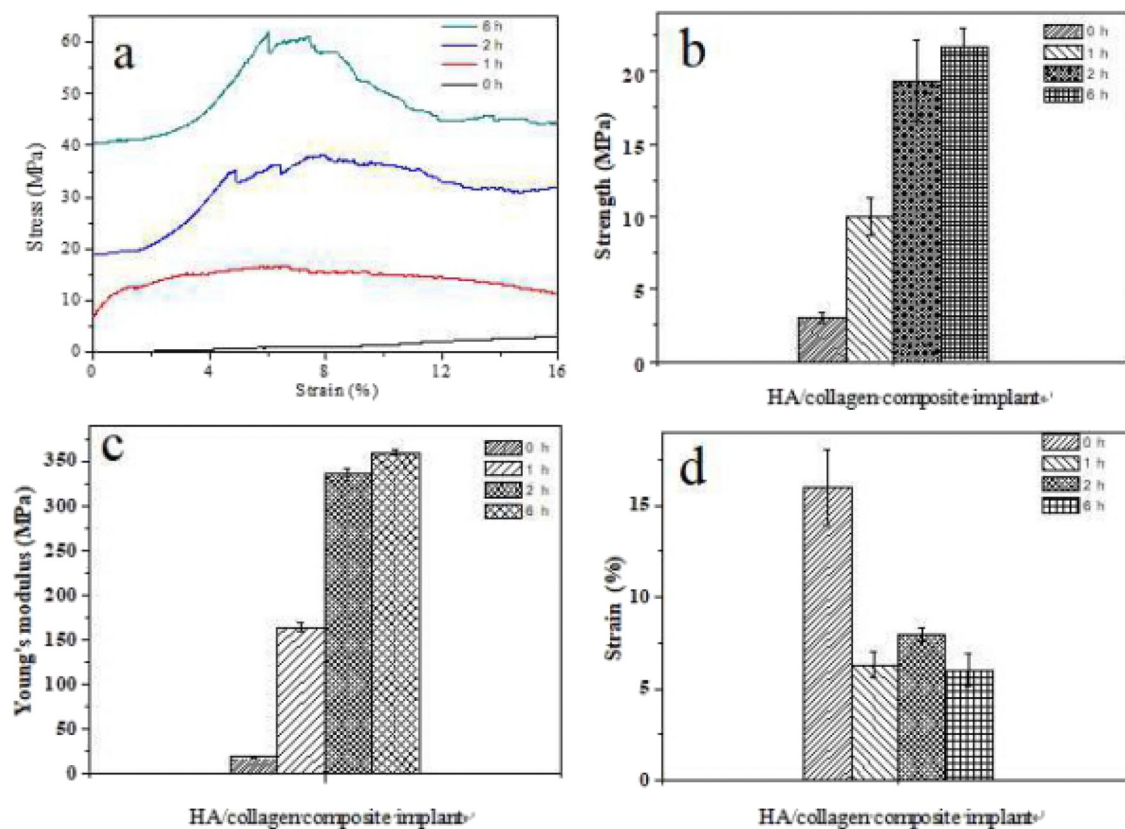 a
6 h
2 h
1 h
0 h
60
50
40
30
20
10
0
0 4 8 12 16
Stress (MPa)
Strain (%)
b
0 h
1 h
2 h
6 h
20
15
10
5
0
Strength (MPa)
HA/collagen·composite·implant↵
c
0 h
1 h
2 h
6 h
350
300
250
200
150
100
50
0
Young's modulus (MPa)
HA/collagen·composite·implant↵
d
0 h
1 h
2 h
6 h
15
10
5
0
Strain (%)
HA/collagen·composite·implant↵